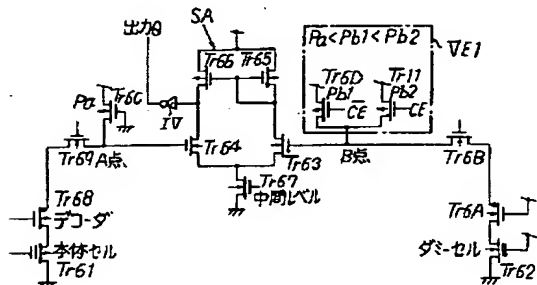 出力Q
SA
Pa<Pb1<Pb2
VE1
Tr66
Tr65
Tr6C
Pa
IV
Tr6D
Pb1
CE
Tr11
Pb2
CE
Tr69
A点
Tr64
Tr63
B点
Tr6B
Tr67
中間レベル
Tr68
デコーダ
Tr6A
本体セル
Tr61
ダミーセル
Tr62